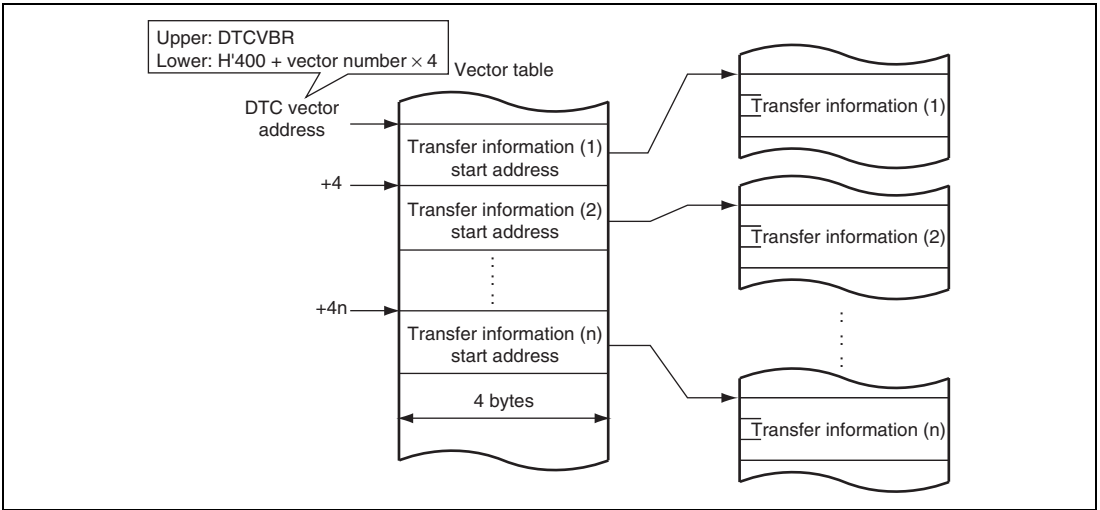 Upper: DTCVBR
Lower: H'400 + vector number × 4
Vector table
DTC vector
address
Transfer information (1)
start address
+4
Transfer information (2)
start address
+4n
Transfer information (n)
start address
4 bytes
Transfer information (1)
Transfer information (2)
Transfer information (n)